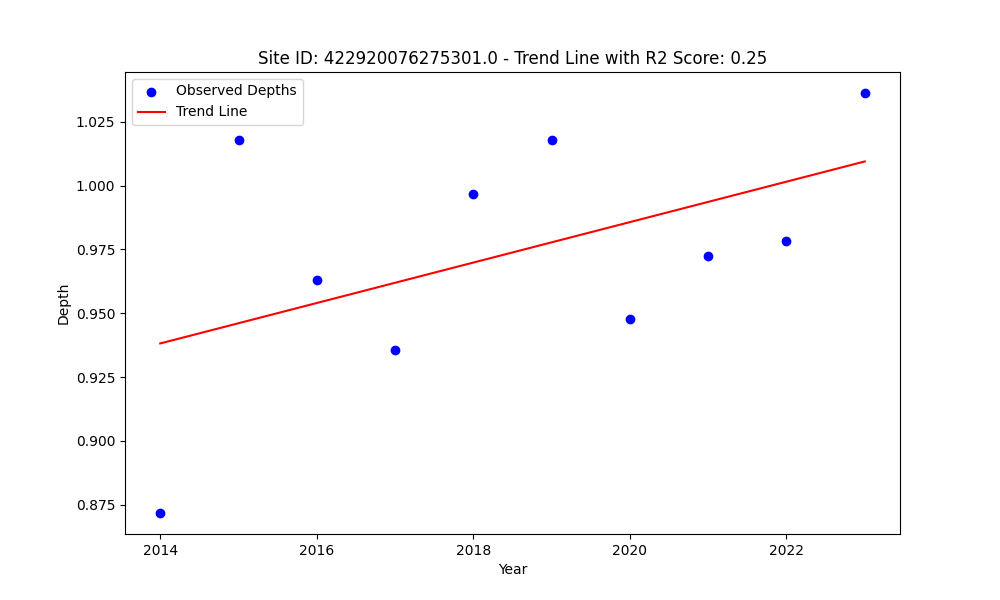 Site ID: 422920076275301.0 - Trend Line with R2 Score: 0.25
Observed Depths
Trend Line
1.025
1.000
0.975
0.950
0.925
0.900
0.875
Depth
2014
2016
2018
2020
2022
Year